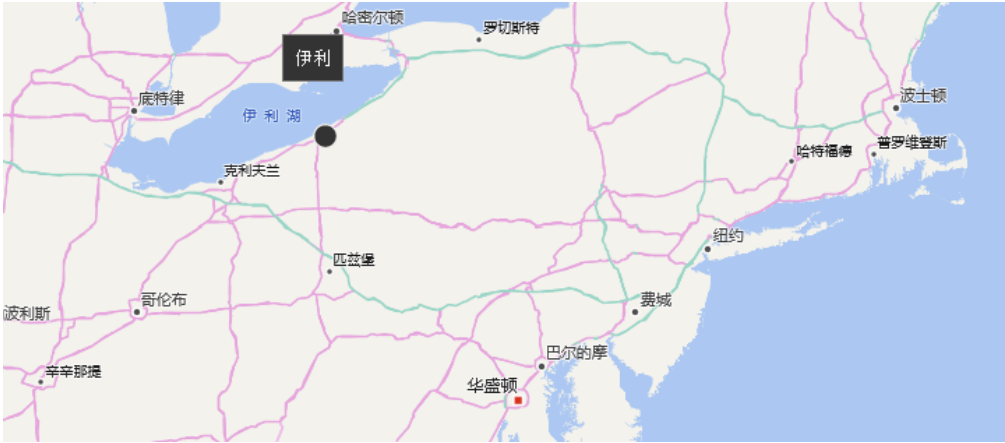 哈密尔顿
罗切斯特
伊利
底特律
伊利湖
波士顿
普罗维登斯
哈特福德
克利夫兰
纽约
匹兹堡
哥伦布
费城
波利斯
巴尔的摩
辛辛那提
华盛顿